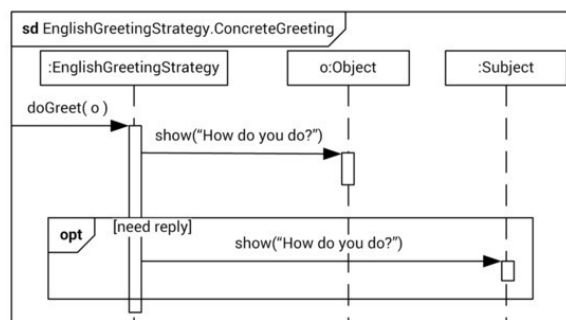 sd EnglishGreetingStrategy.ConcreteGreeting
:EnglishGreetingStrategy
o:Object
:Subject
doGreet( o )
show(“How do you do?”)
opt
[need reply]
show(“How do you do?”)